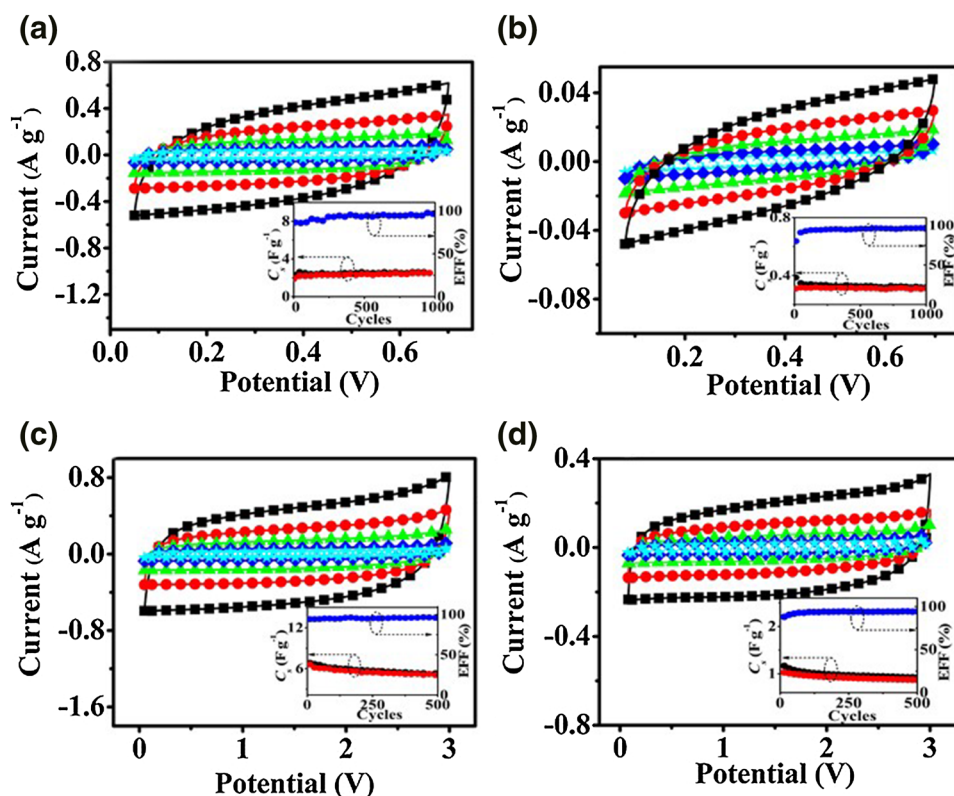 (a)
Current (A g⁻¹)
0.8
0.4
0.0
-0.4
-0.8
-1.2
0.0 0.2 0.4 0.6
Potential (V)
Cs (F g⁻¹)
8
4
0
100
50
0
EFF (%)
0 500 1000
Cycles
(b)
Current (A g⁻¹)
0.04
0.00
-0.04
-0.08
0.2 0.4 0.6
Potential (V)
Cs (F g⁻¹)
0.8
0.4
100
50
0
EFF (%)
0 500 1000
Cycles
(c)
Current (A g⁻¹)
0.8
0.0
-0.8
-1.6
0 1 2 3
Potential (V)
Cs (F g⁻¹)
12
6
100
50
0
EFF (%)
0 250 500
Cycles
(d)
Current (A g⁻¹)
0.4
0.0
-0.4
-0.8
0 1 2 3
Potential (V)
Cs (F g⁻¹)
2
1
100
50
0
EFF (%)
0 250 500
Cycles